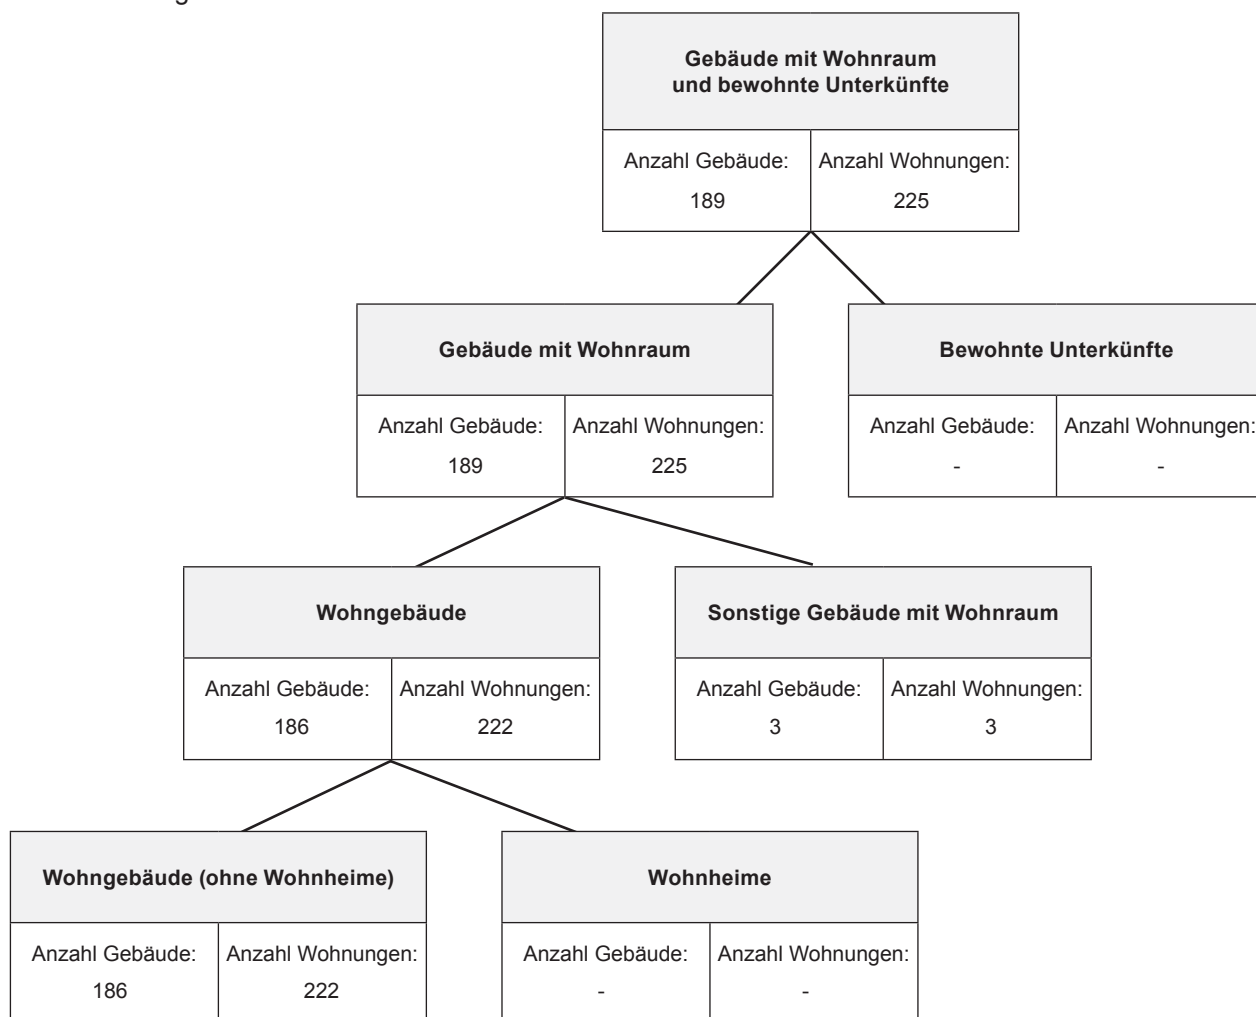 Gebäude mit Wohnraum
und bewohnte Unterkünfte
Anzahl Gebäude: Anzahl Wohnungen:
189 225
Gebäude mit Wohnraum
Anzahl Gebäude: Anzahl Wohnungen:
189 225
Bewohnte Unterkünfte
Anzahl Gebäude: Anzahl Wohnungen:
- -
Wohngebäude
Anzahl Gebäude: Anzahl Wohnungen:
186 222
Sonstige Gebäude mit Wohnraum
Anzahl Gebäude: Anzahl Wohnungen:
3 3
Wohngebäude (ohne Wohnheime)
Anzahl Gebäude: Anzahl Wohnungen:
186 222
Wohnheime
Anzahl Gebäude: Anzahl Wohnungen:
- -